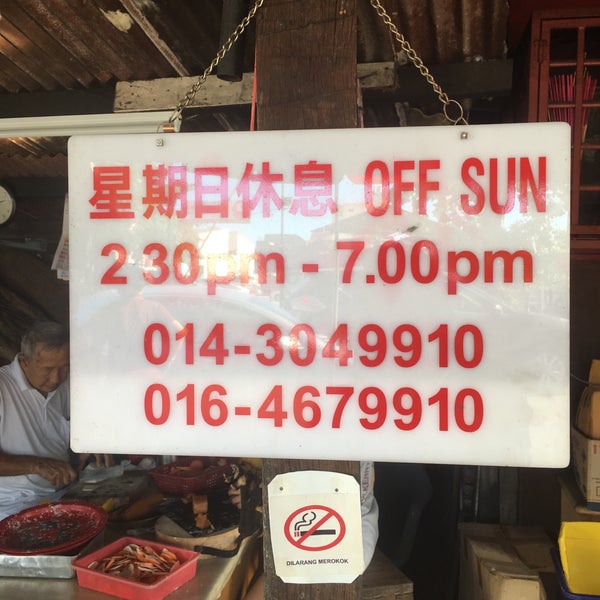 星期日休息 OFF SUN
2 30pm - 7.00pm
014-3049910
016-4679910
DILARANG MEROKOK